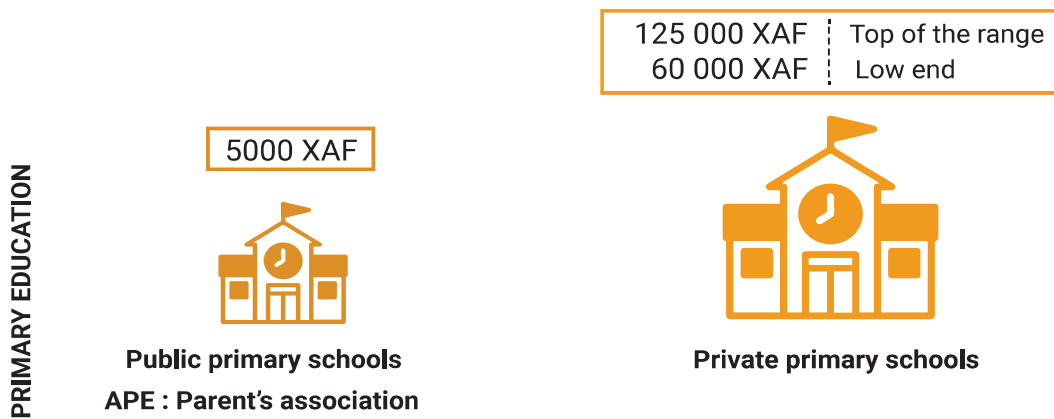 125 000 XAF Top of the range
60 000 XAF Low end
5000 XAF
PRIMARY EDUCATION
Public primary schools
APE : Parent's association
Private primary schools